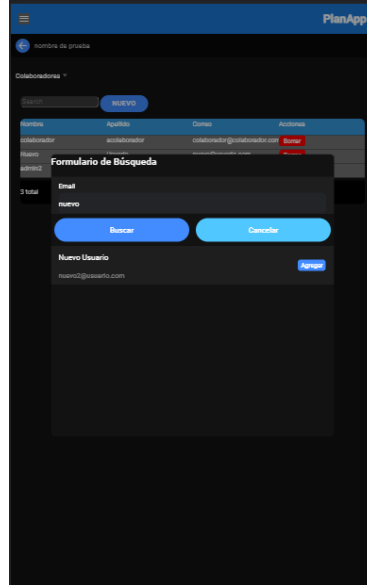 PlanApp
nombre de prueba
Colaboradores
Search NUEVO
Nombre Apellido Correo Acciones
colaborador acolaborador colaborador@colaborador.com Borrar
Nuevo Usuario
admin2
3 total
Formulario de Búsqueda
Email
nuevo
Buscar Cancelar
Nuevo Usuario
nuevo2@usuario.com Agregar